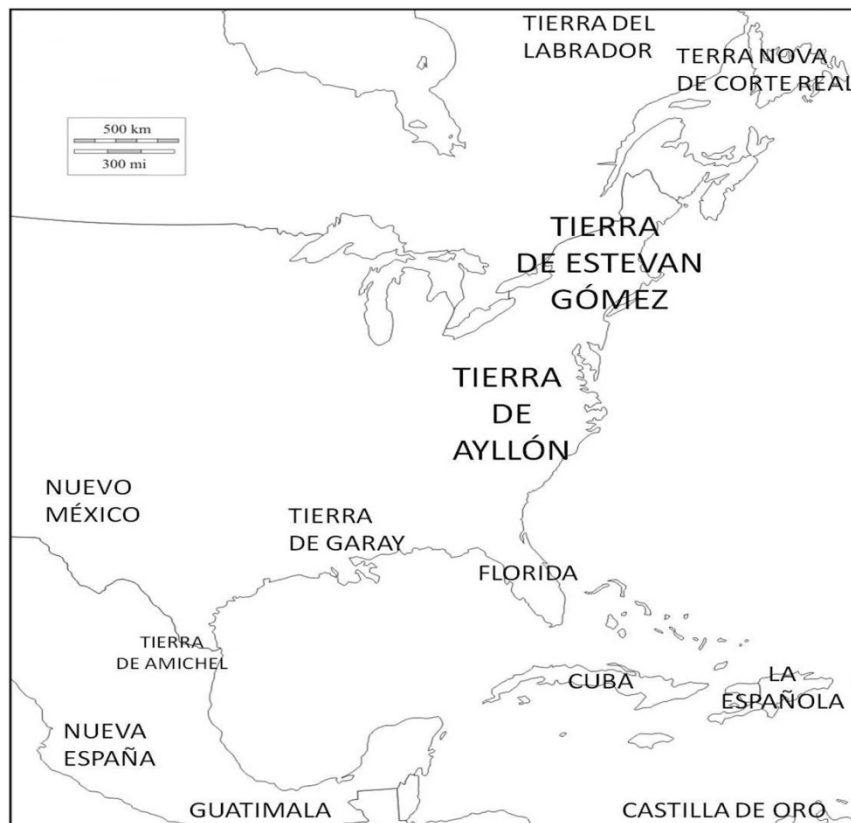 TIERRA DEL
LABRADOR
TERRA NOVA
DE CORTE REAL
500 km
300 mi
TIERRA
DE ESTEVAN
GÓMEZ
TIERRA
DE
AYLLÓN
NUEVO
MÉXICO
TIERRA
DE GARAY
FLORIDA
TIERRA
DE AMICHEL
CUBA
LA
ESPAÑOLA
NUEVA
ESPAÑA
GUATIMALA
CASTILLA DE ORO